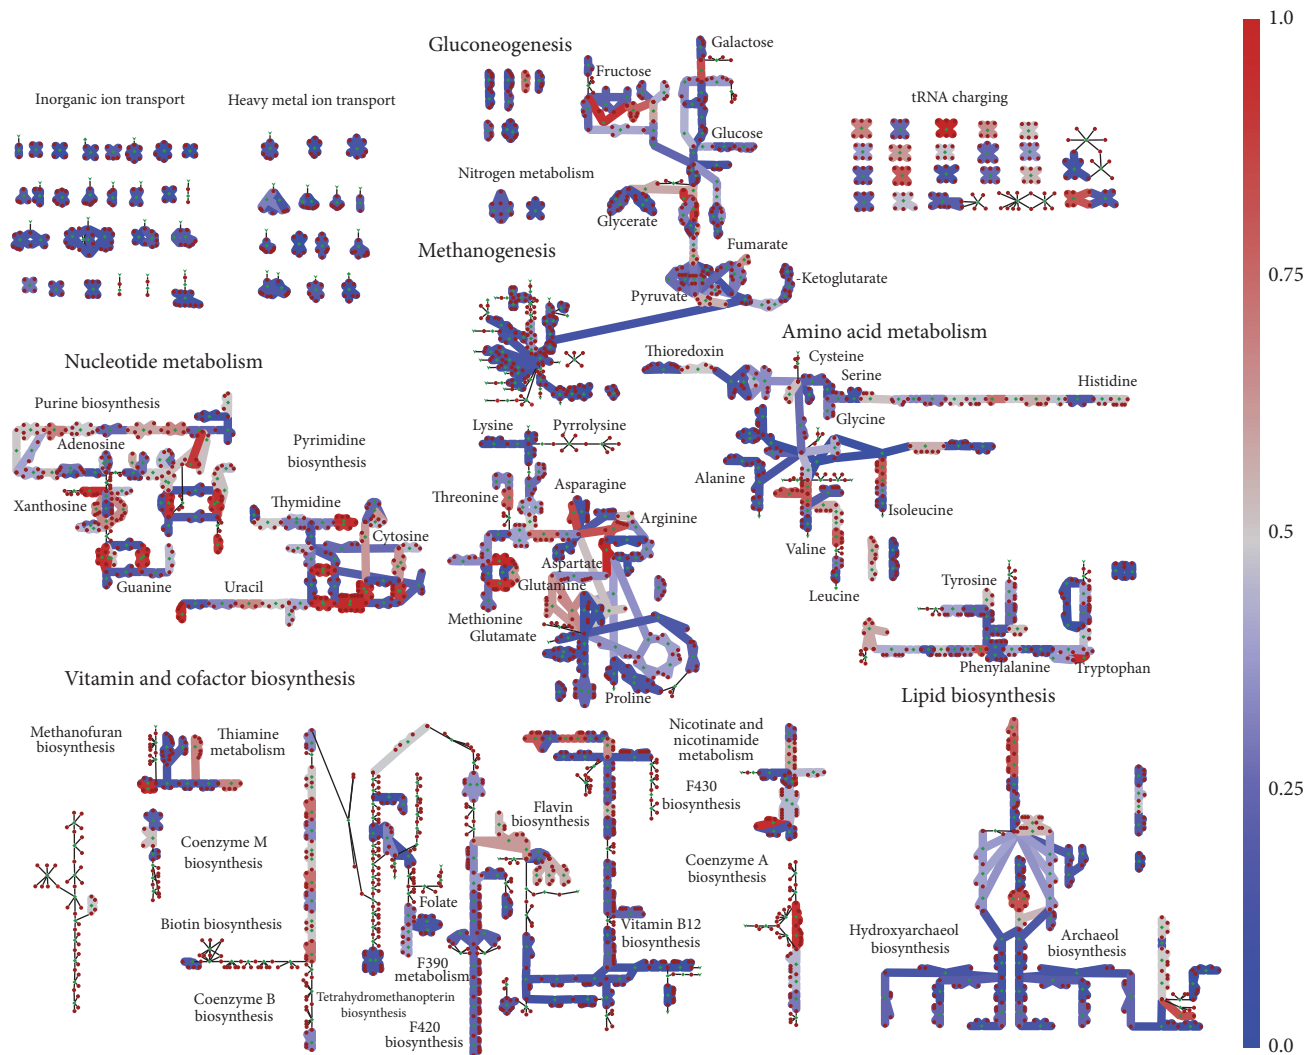 Gluconeogenesis
Galactose
Fructose
Inorganic ion transport
Heavy metal ion transport
tRNA charging
Glucose
Nitrogen metabolism
Glycerate
Fumarate
Methanogenesis
-Ketoglutarate
Pyruvate
Amino acid metabolism
Thioredoxin
Cysteine
Serine
Histidine
Glycine
Nucleotide metabolism
Purine biosynthesis
Adenosine
Pyrimidine
biosynthesis
Lysine
Pyrrolysine
Alanine
Asparagine
Threonine
Xanthosine
Thymidine
Arginine
Isoleucine
Cytosine
Valine
Aspartate
Guanine
Uracil
Glutamine
Leucine
Tyrosine
Methionine
Glutamate
Phenylalanine
Tryptophan
Proline
Vitamin and cofactor biosynthesis
Lipid biosynthesis
Methanofuran
biosynthesis
Thiamine
metabolism
Nicotinate and
nicotinamide
metabolism
F430
biosynthesis
Flavin
biosynthesis
Coenzyme M
biosynthesis
Coenzyme A
biosynthesis
Folate
Biotin biosynthesis
Vitamin B12
biosynthesis
Hydroxyarchaeol
biosynthesis
Archaeol
biosynthesis
F390
metabolism
Coenzyme B
biosynthesis
Tetrahydromethanopterin
biosynthesis
F420
biosynthesis
1.0
0.75
0.5
0.25
0.0